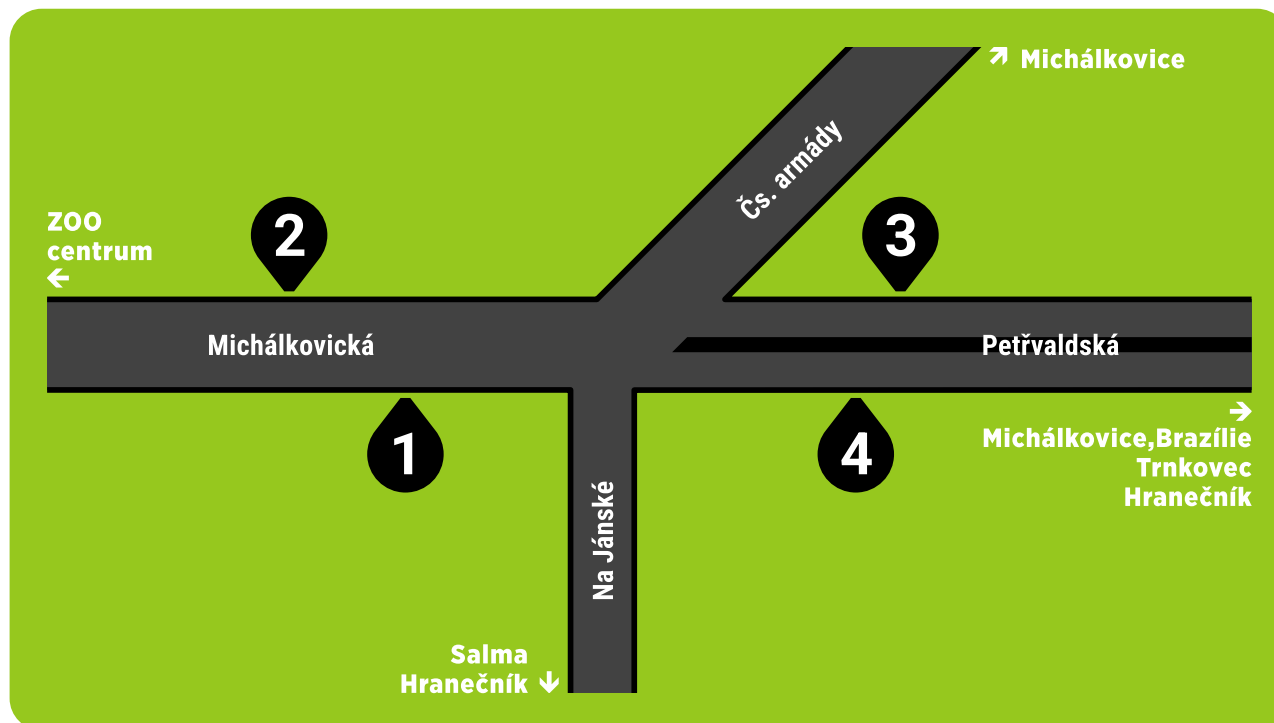 Michálkovice
Čs. armády
ZOO
centrum
2
3
Michálkovická
Petřvaldská
1
4
Michálkovice,Brazílie
Trnkovec
Hranečník
Na Jánské
Salma
Hranečník